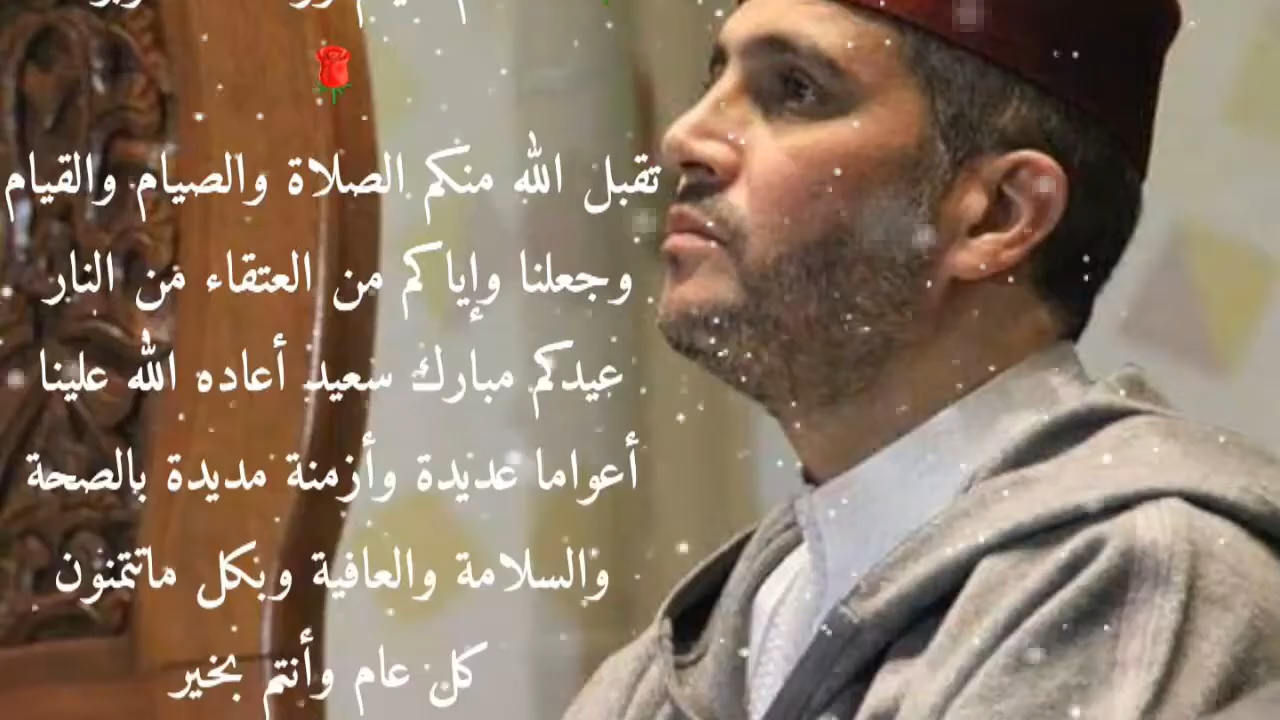 تقبل الله منكم الصلاة والصيام والقيام
وجعلنا وإياكم من العتقاء من النار
عيدكم مبارك سعيد أعاده الله علينا
أعواما عديدة وأزمنة مديدة بالصحة
والسلامة والعافية وبكل ماتتمنون
كل عام وأنتم بخير